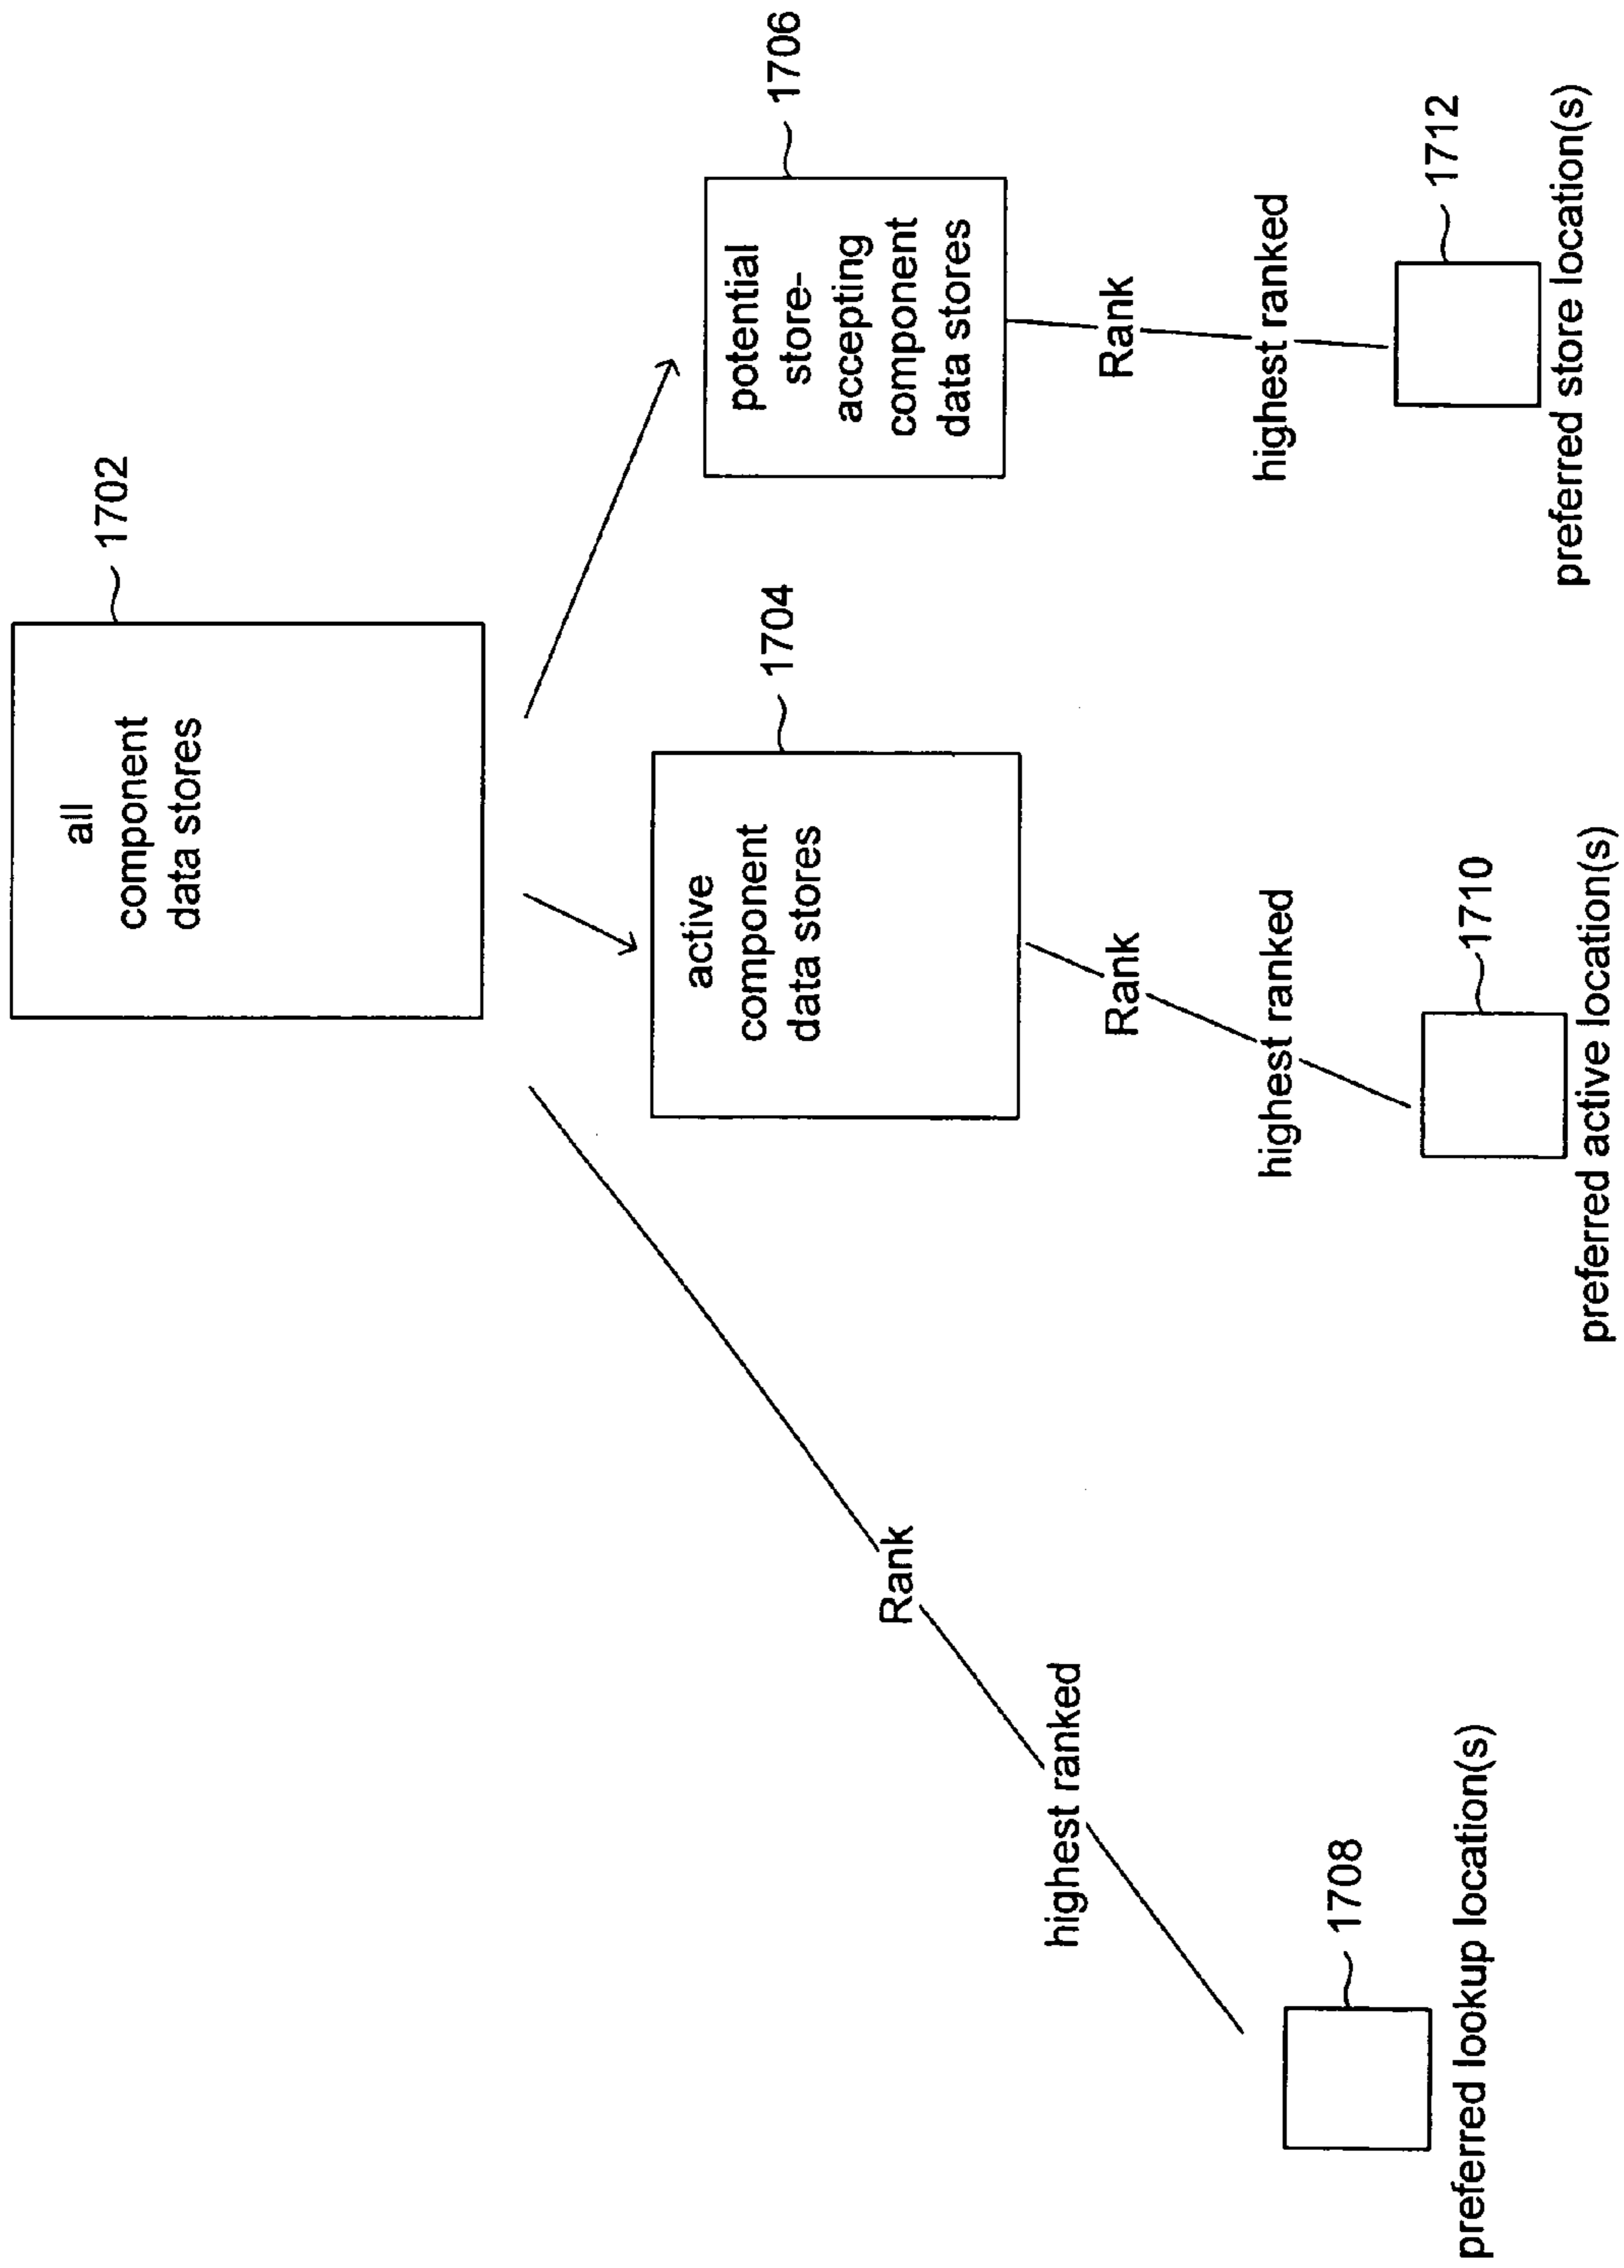 all
component
data stores
1702
active
component
data stores
1704
potential
store-
accepting
component
data stores
1706
Rank
highest ranked
1708
preferred lookup location(s)
Rank
highest ranked
1710
preferred active location(s)
Rank
highest ranked
1712
preferred store location(s)